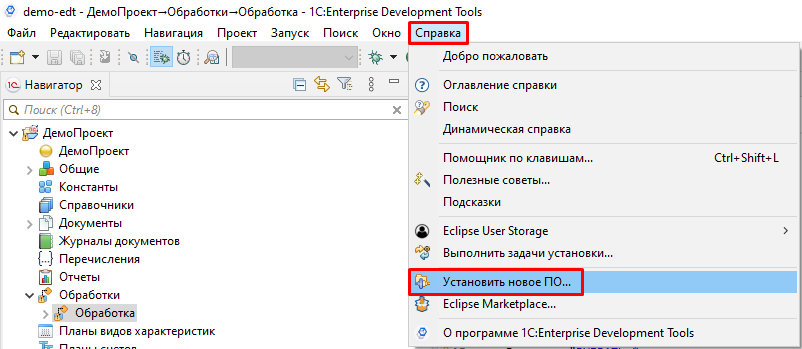 demo-edt - ДемоПроект→Обработки→Обработка - 1C:Enterprise Development Tools
Файл Редактировать Навигация Проект Запуск Поиск Окно Справка
Навигатор
Поиск (Ctrl+8)
ДемоПроект
ДемоПроект
Общие
Константы
Справочники
Документы
Журналы документов
Перечисления
Отчеты
Обработки
Обработка
Планы видов характеристик
Планы счетов
Добро пожаловать
Оглавление справки
Поиск
Динамическая справка
Помощник по клавишам... Ctrl+Shift+L
Полезные советы...
Подсказки
Eclipse User Storage
Выполнить задачи установки...
Установить новое ПО...
Eclipse Marketplace...
О программе 1C:Enterprise Development Tools